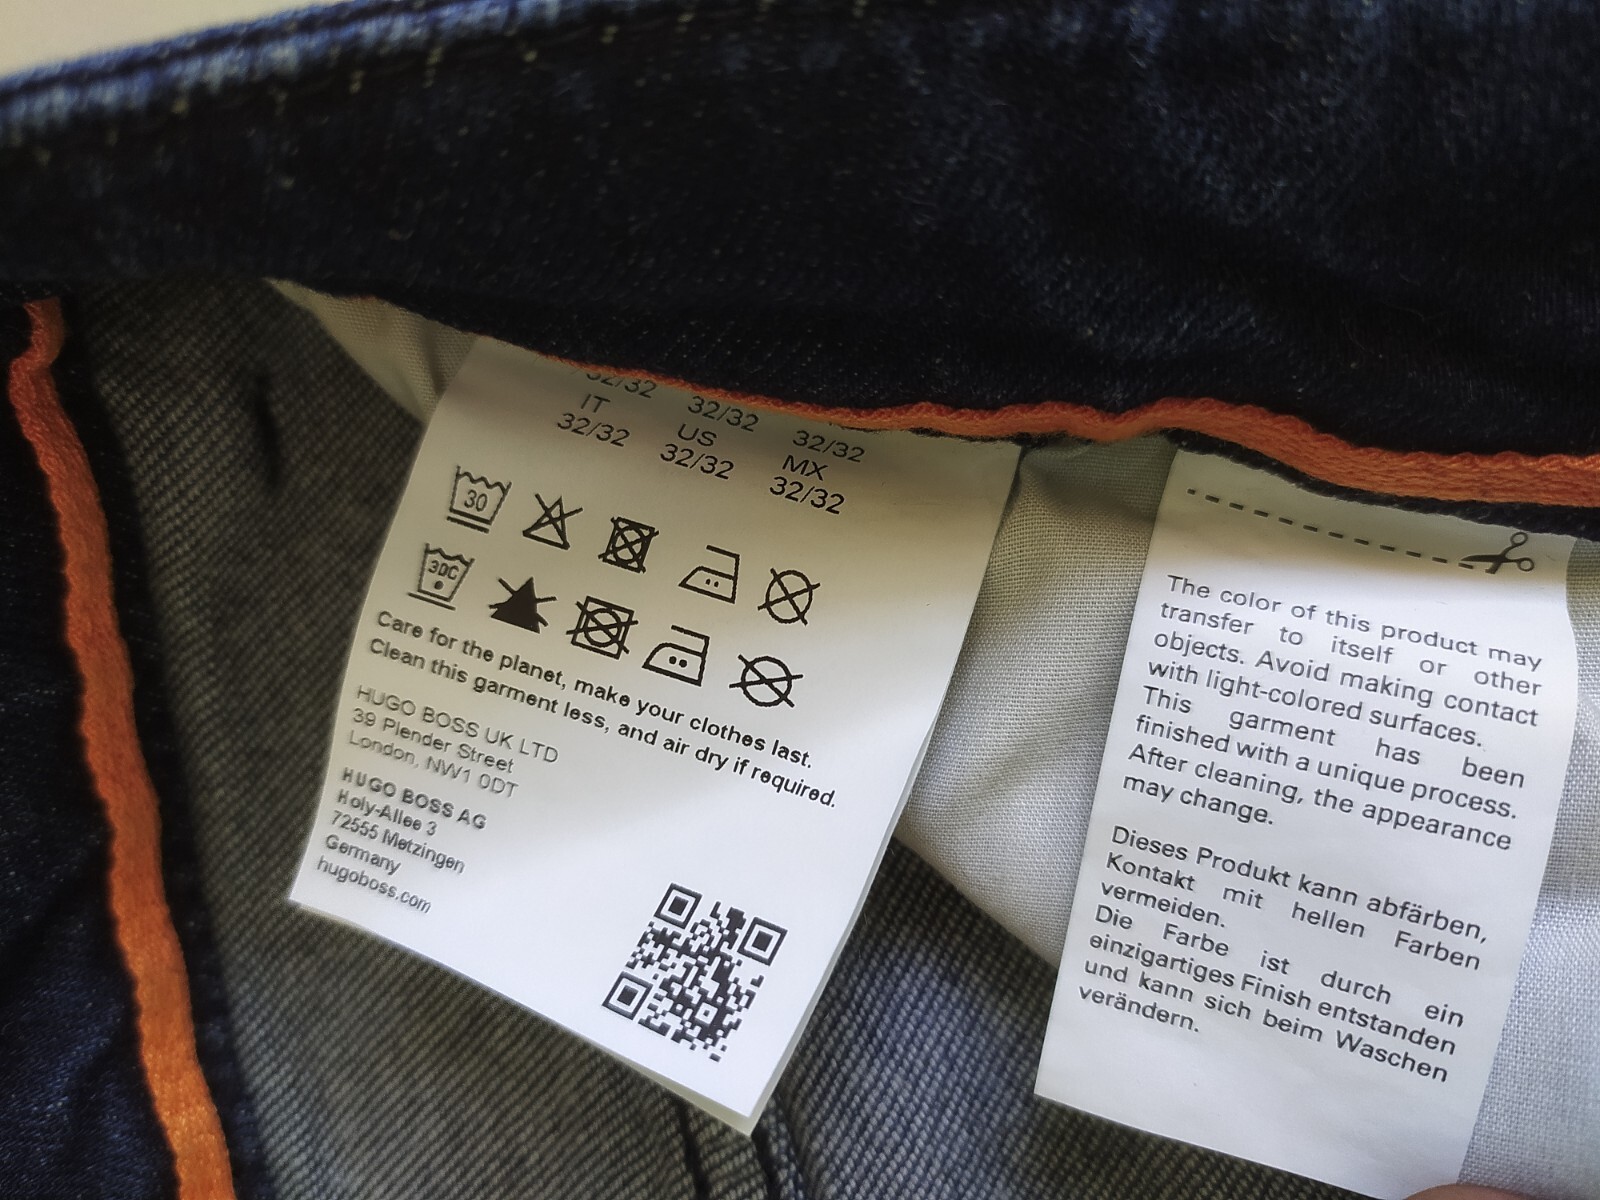 32/32 32/32 32/32
IT US MX
32/32 32/32 32/32
30
30C
Care for the planet, make your clothes last.
Clean this garment less, and air dry if required.
HUGO BOSS UK LTD
39 Plender Street
London, NW1 0DT
HUGO BOSS AG
Holy-Allee 3
72555 Metzingen
Germany
hugoboss.com
The color of this product may
transfer to itself or other
objects. Avoid making contact
with light-colored surfaces.
This garment has been
finished with a unique process.
After cleaning, the appearance
may change.
Dieses Produkt kann abfärben,
Kontakt mit hellen Farben
vermeiden.
Die Farbe ist durch ein
einzigartiges Finish entstanden
und kann sich beim Waschen
verändern.